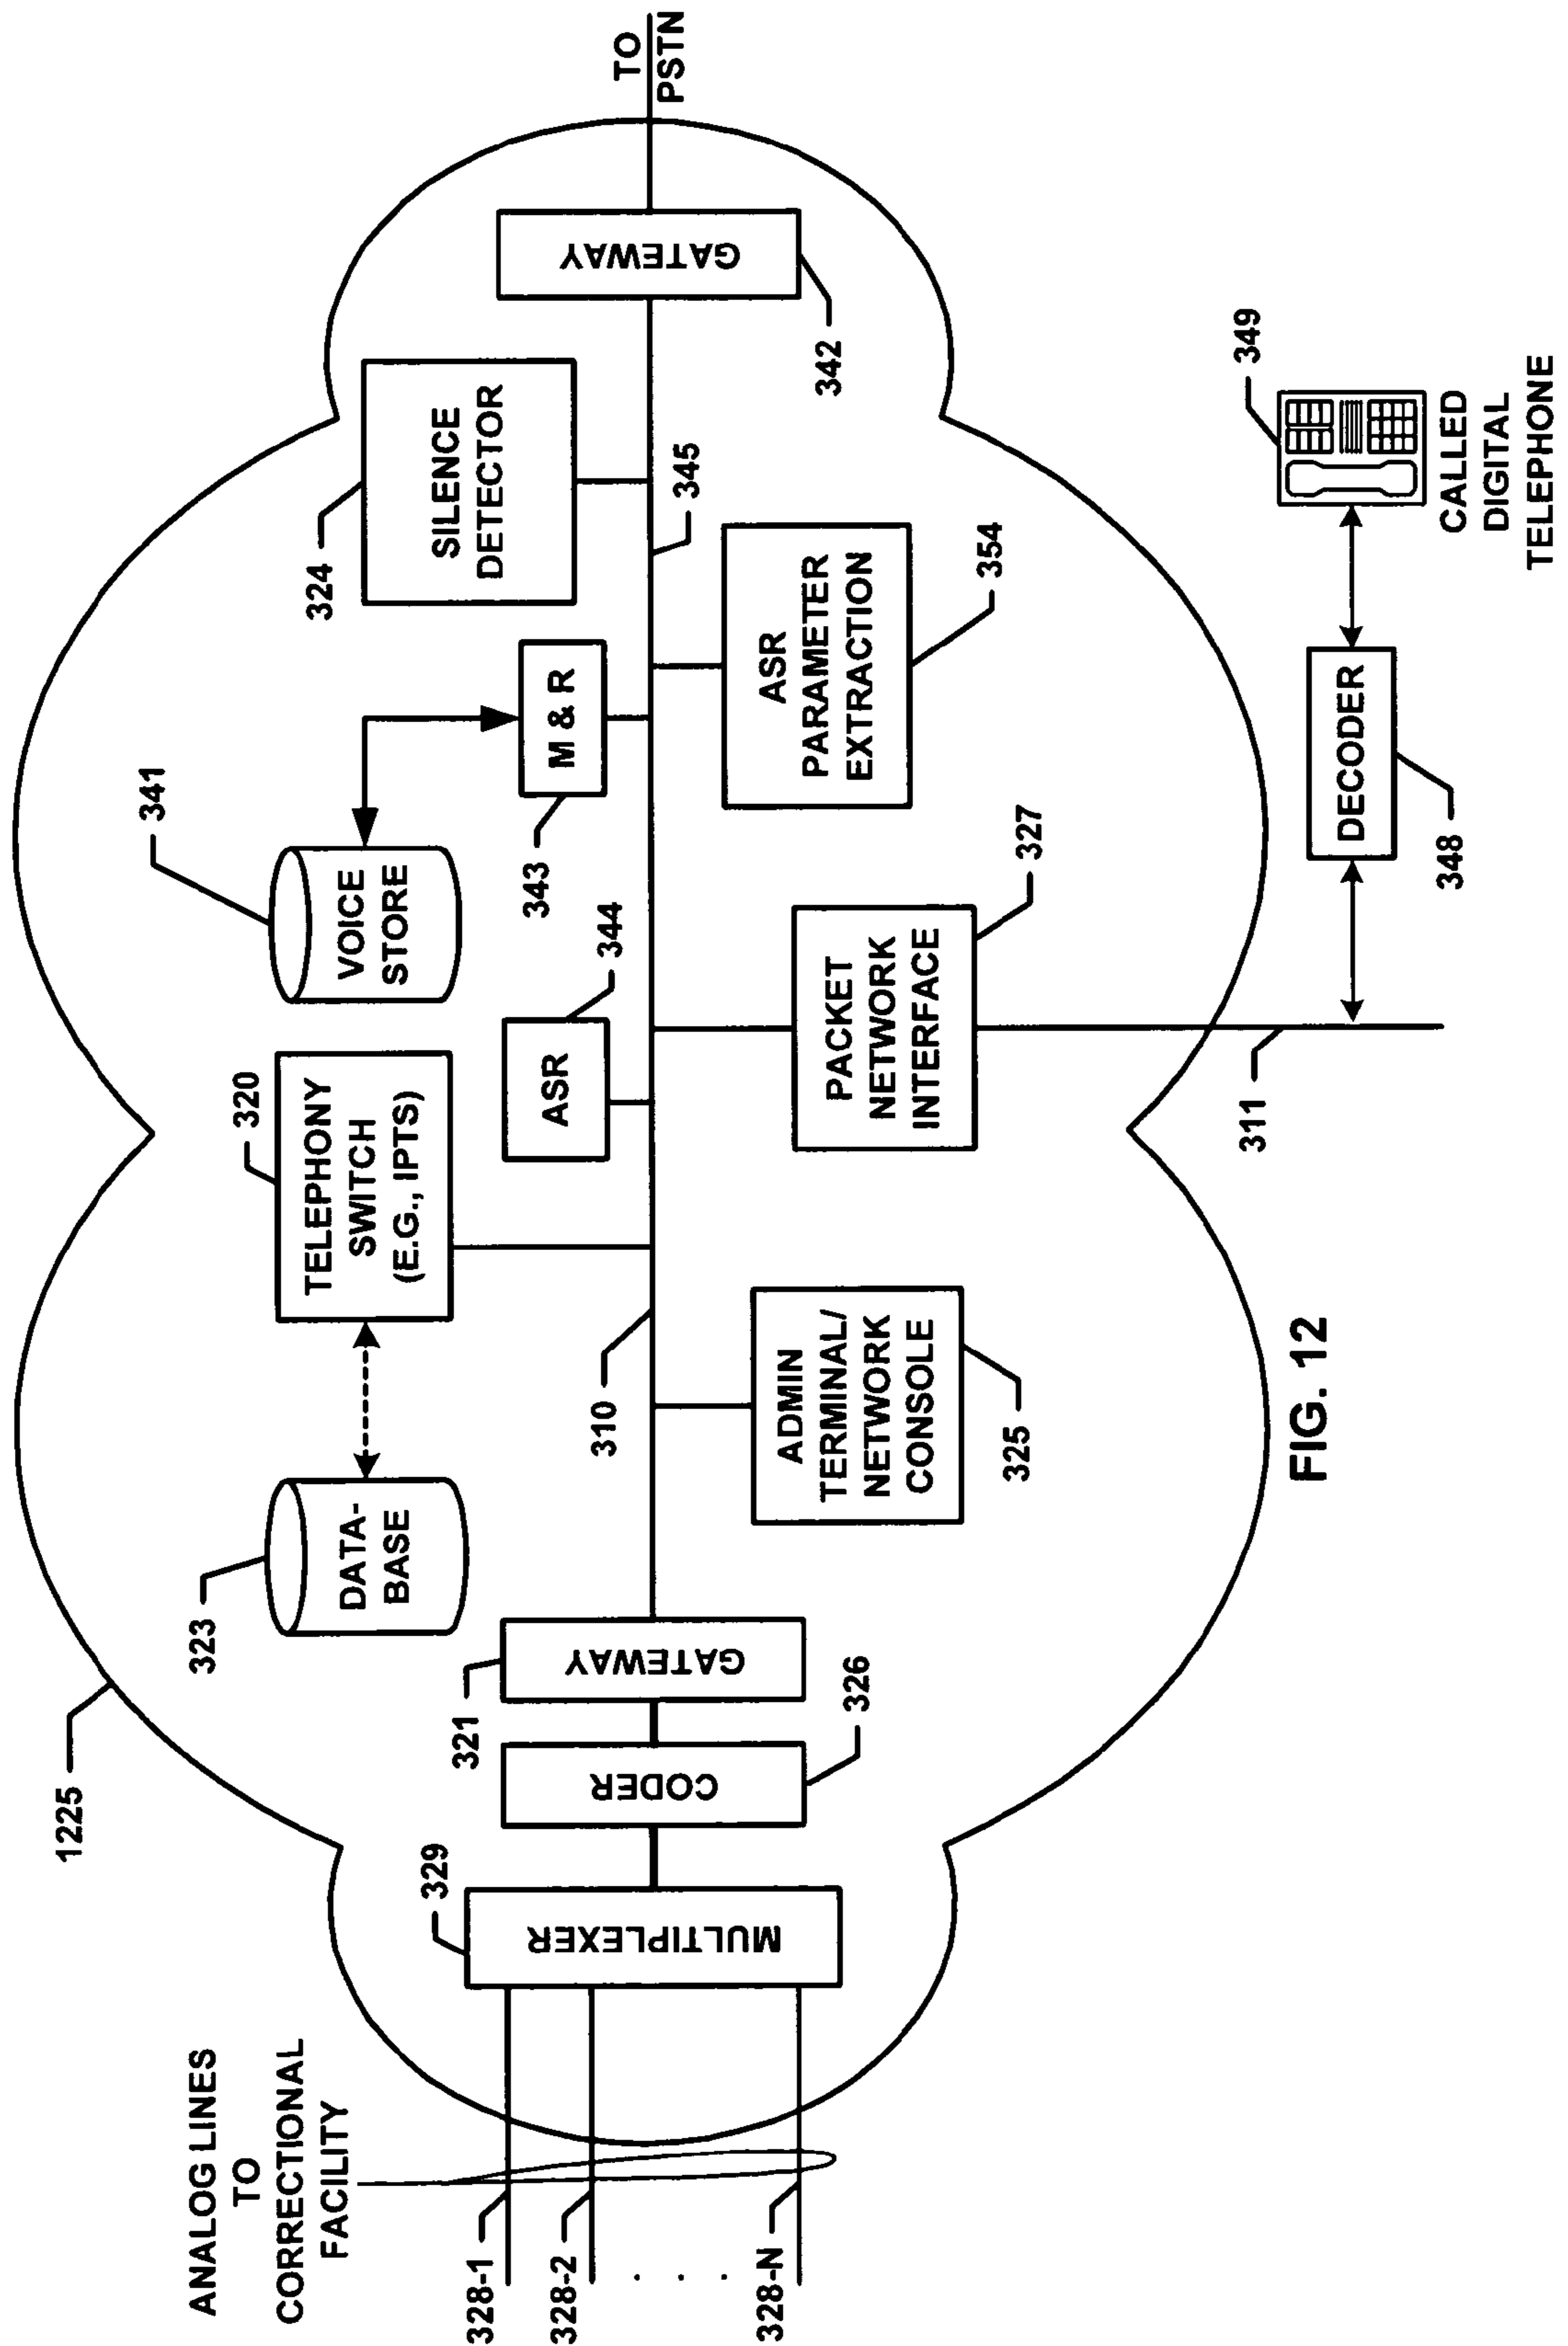 1225
323
DATA-
BASE
320
TELEPHONY
SWITCH
(E.G., IPTS)
341
VOICE
STORE
324
SILENCE
DETECTOR
343
M & R
344
ASR
ANALOG LINES
TO
CORRECTIONAL
FACILITY
328-1
328-2
. . .
328-N
329
MULTIPLEXER
CODER
326
321
GATEWAY
310
345
GATEWAY
342
TO
PSTN
ADMIN
TERMINAL/
NETWORK
CONSOLE
325
PACKET
NETWORK
INTERFACE
327
ASR
PARAMETER
EXTRACTION
354
311
DECODER
348
349
CALLED
DIGITAL
TELEPHONE
FIG. 12